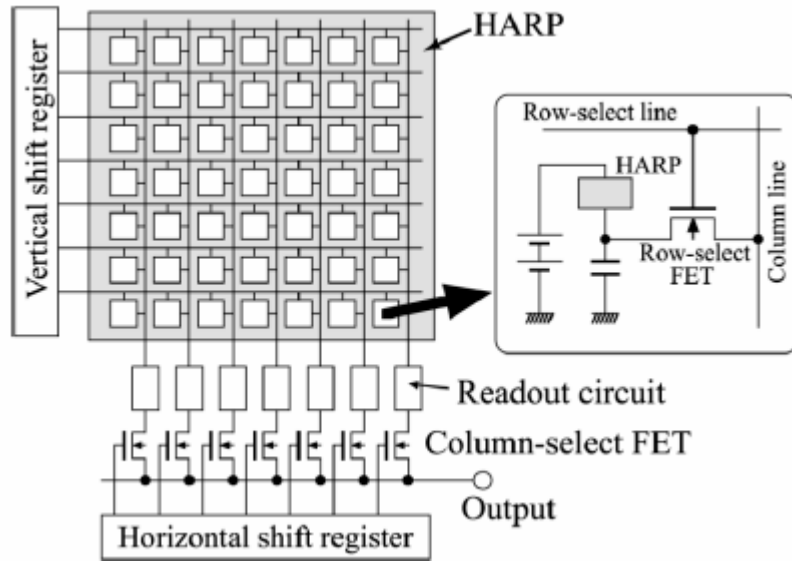 HARP
Vertical shift register
Row-select line
HARP
Row-select
FET
Column line
Readout circuit
Column-select FET
Output
Horizontal shift register